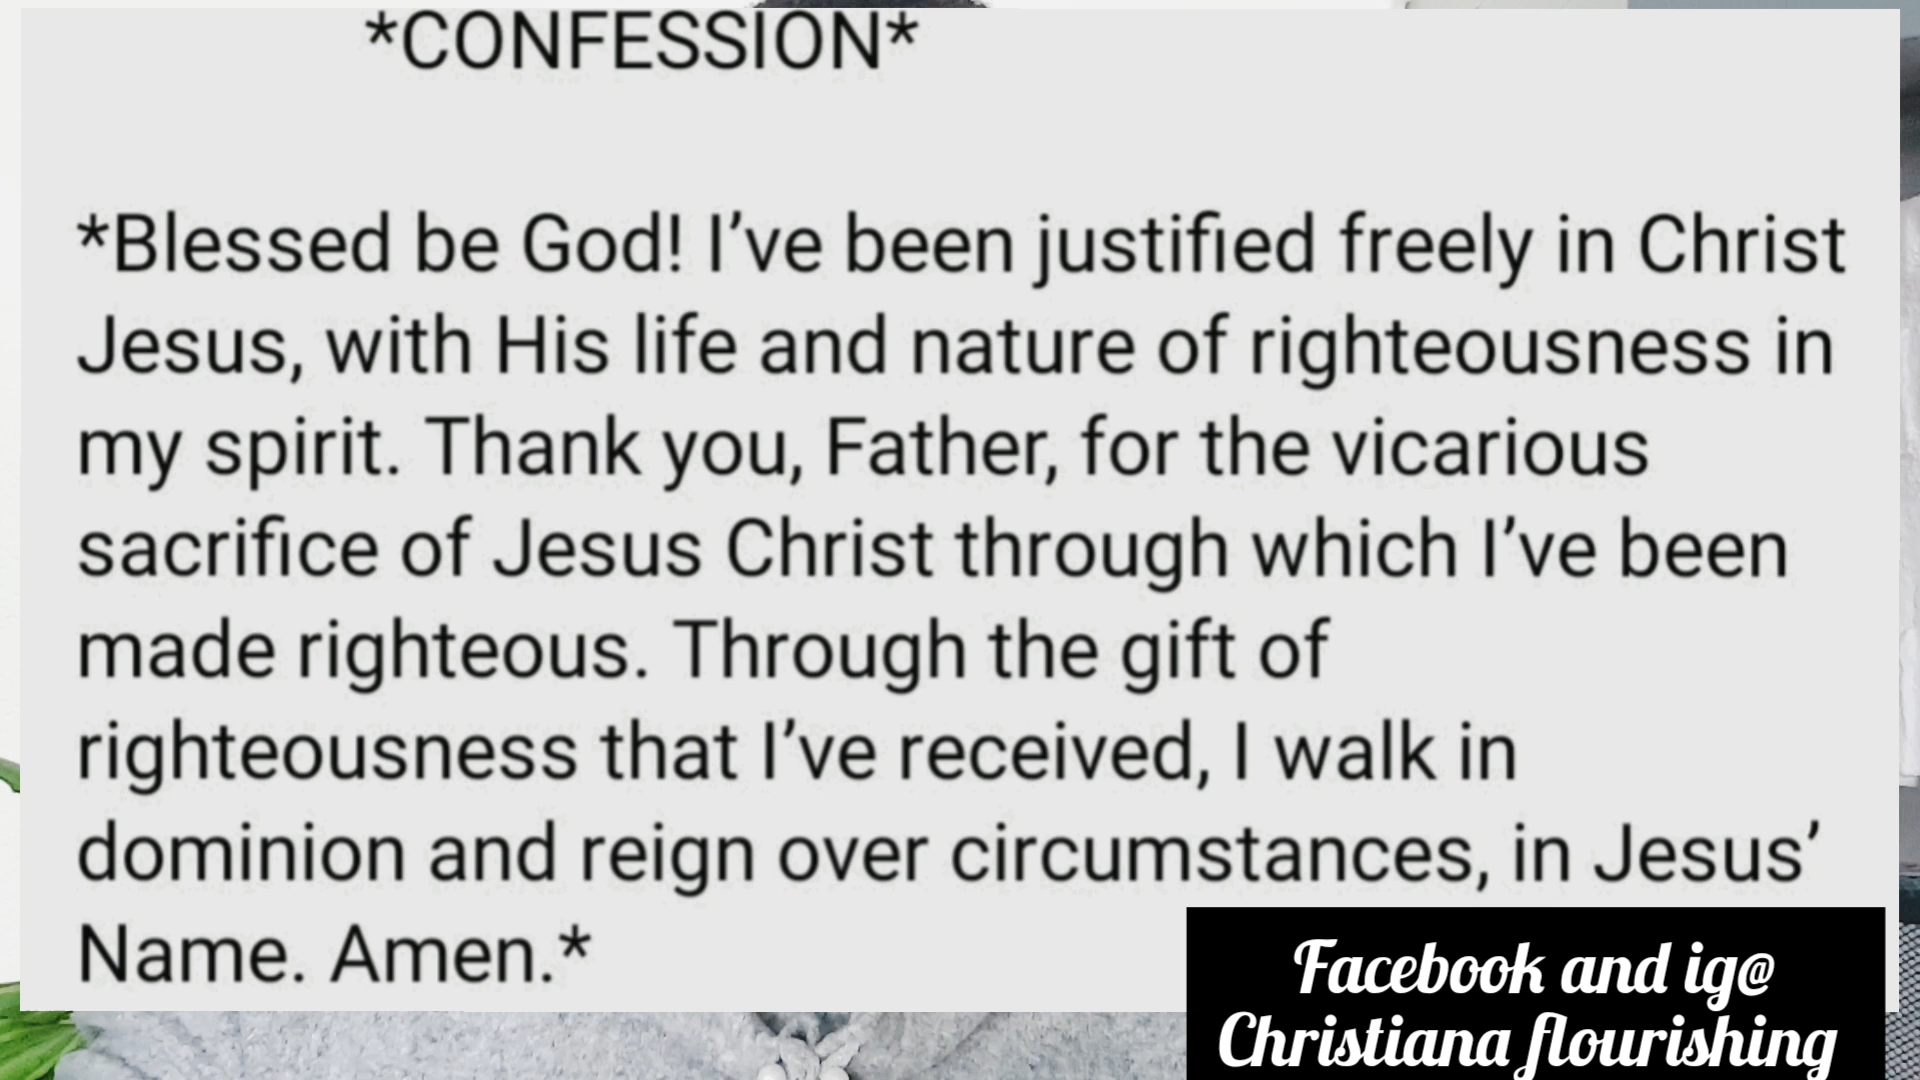 *CONFESSION*
*Blessed be God! I’ve been justified freely in Christ
Jesus, with His life and nature of righteousness in
my spirit. Thank you, Father, for the vicarious
sacrifice of Jesus Christ through which I’ve been
made righteous. Through the gift of
righteousness that I’ve received, I walk in
dominion and reign over circumstances, in Jesus’
Name. Amen.*
Facebook and ig@
Christiana flourishing